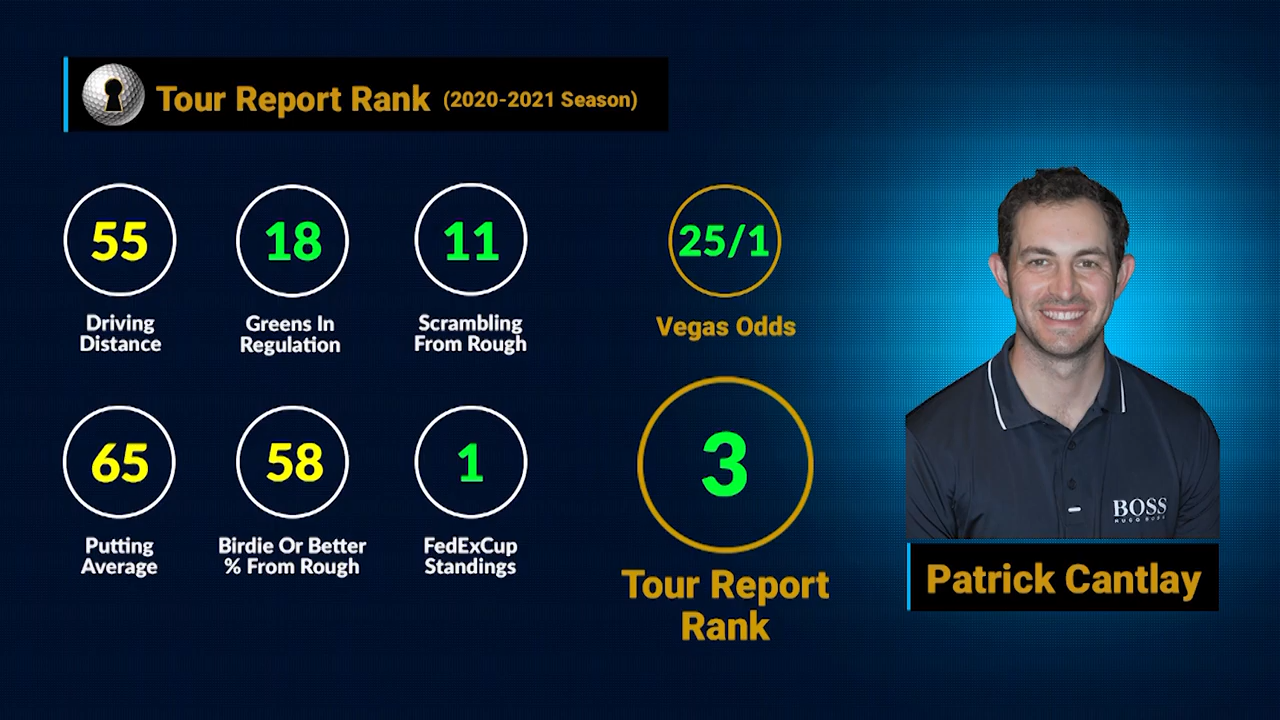 Tour Report Rank (2020-2021 Season)
55
18
11
25/1
Driving
Distance
Greens In
Regulation
Scrambling
From Rough
Vegas Odds
65
58
1
3
Putting
Average
Birdie Or Better
% From Rough
FedExCup
Standings
Tour Report
Rank
BOSS
HUGO BOSS
Patrick Cantlay